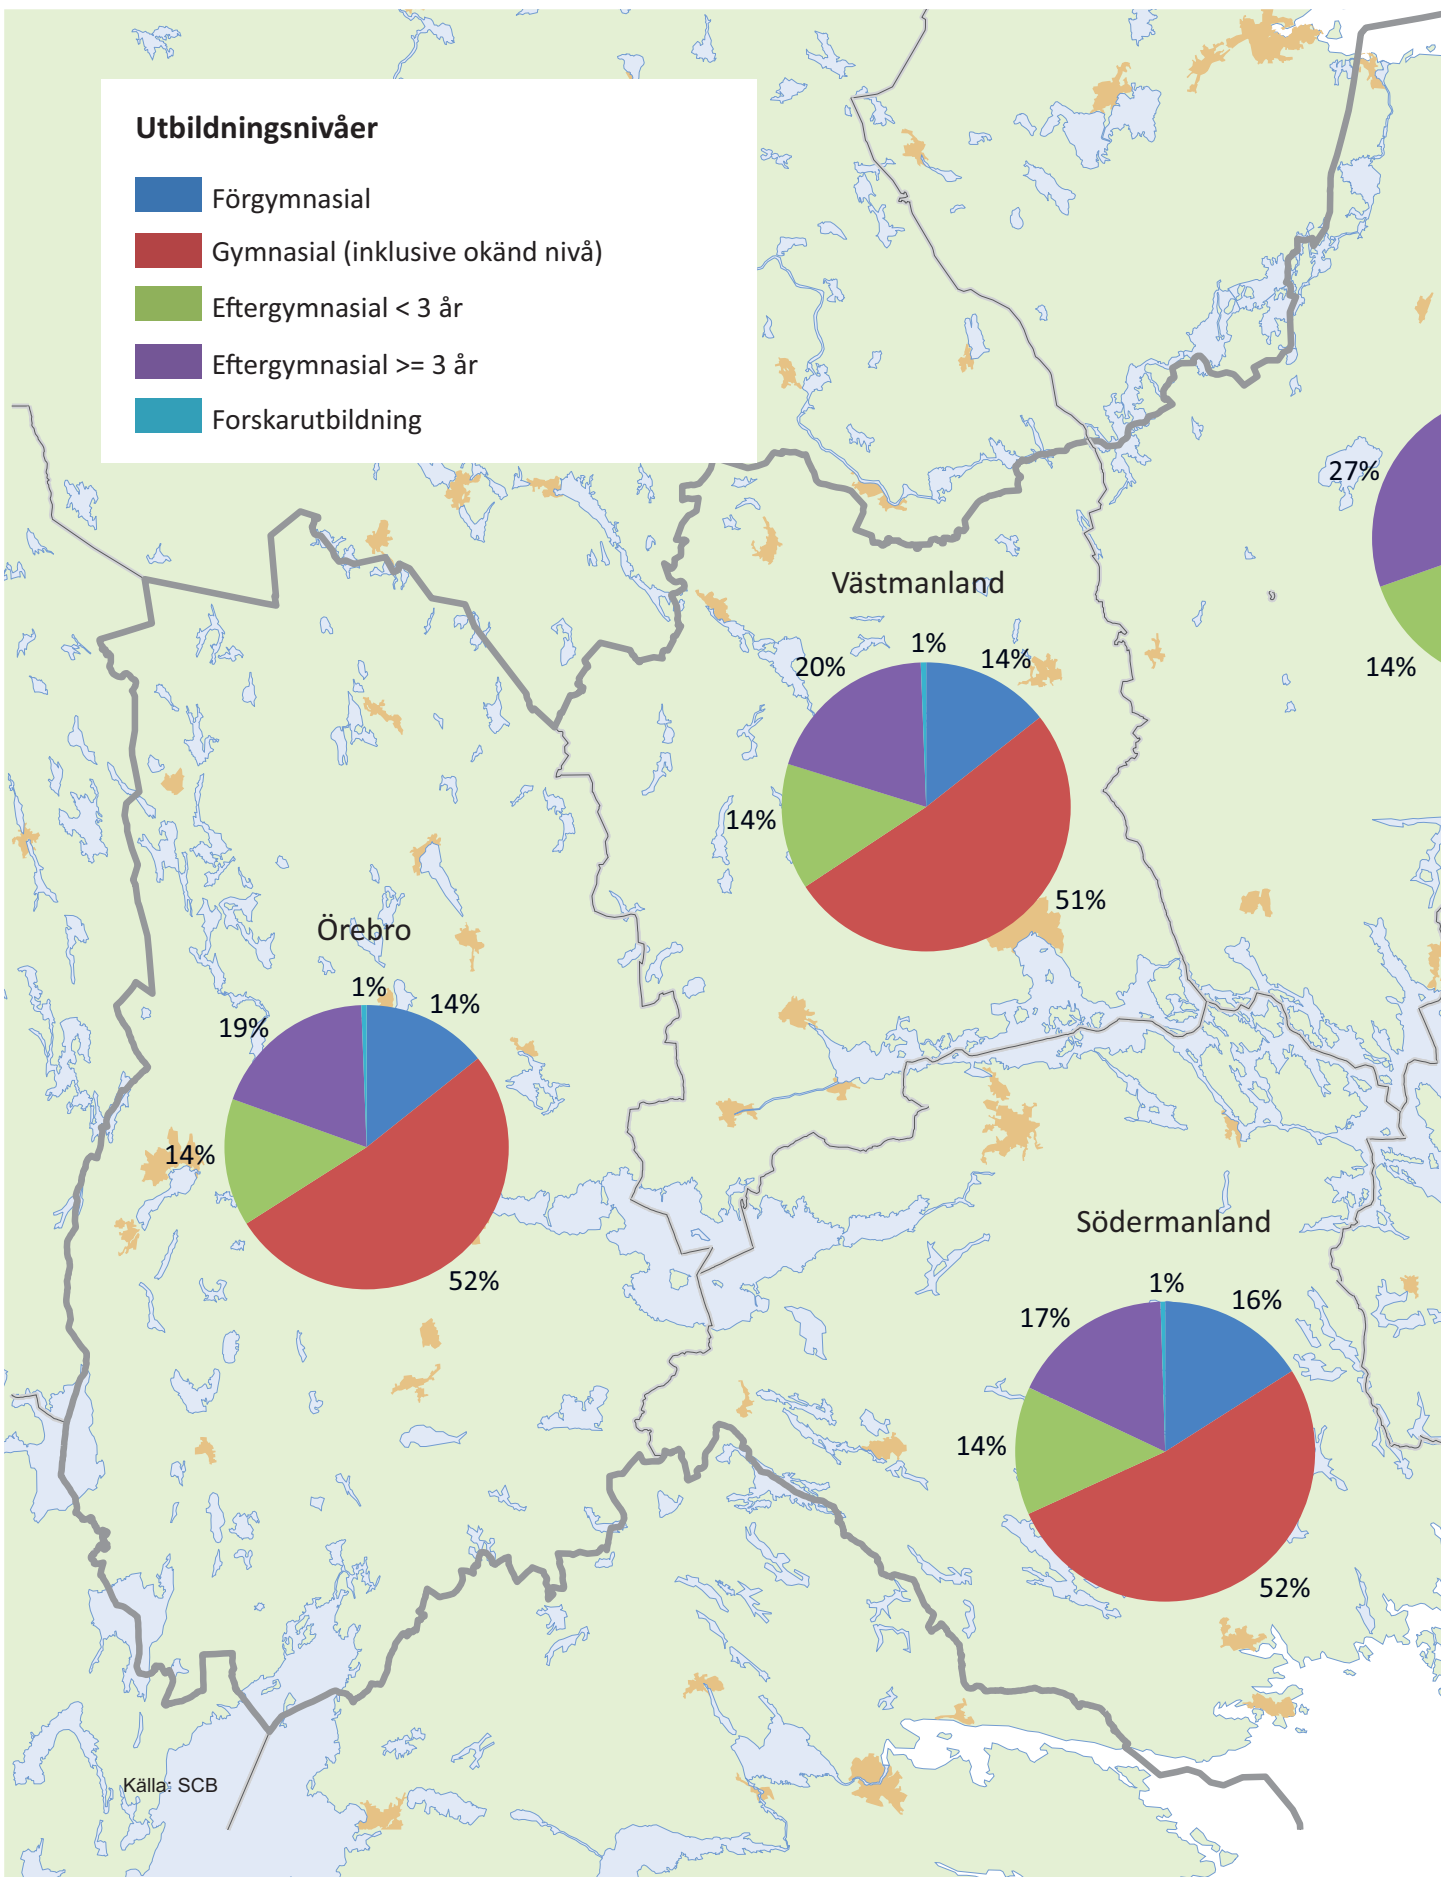 Utbildningsnivåer
Förgymnasial
Gymnasial (inklusive okänd nivå)
Eftergymnasial < 3 år
Eftergymnasial >= 3 år
Forskarutbildning
27%
14%
Västmanland
1%
14%
20%
14%
51%
Örebro
1%
14%
19%
14%
52%
Södermanland
1%
16%
17%
14%
52%
Källa: SCB